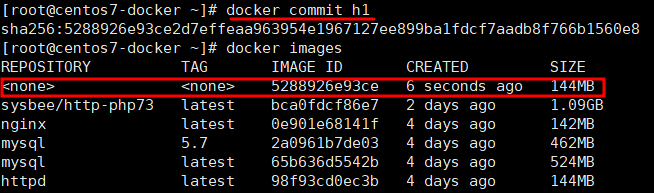 [root@centos7-docker ~]# docker commit h1
sha256:5288926e93ce2d7effeaa963954e1967127ee899ba1fdcf7aadb8f766b1560e8
[root@centos7-docker ~]# docker images
REPOSITORY TAG IMAGE ID CREATED SIZE
<none> <none> 5288926e93ce 6 seconds ago 144MB
sysbee/http-php73 latest bca0fdcf86e7 2 days ago 1.09GB
nginx latest 0e901e68141f 4 days ago 142MB
mysql 5.7 2a0961b7de03 4 days ago 462MB
mysql latest 65b636d5542b 4 days ago 524MB
httpd latest 98f93cd0ec3b 4 days ago 144MB